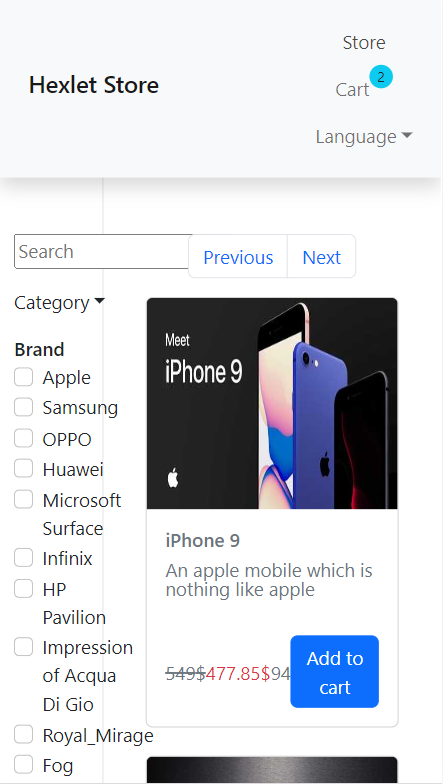 Store
Hexlet Store
Cart
2
Language
Search
Previous
Next
Category
Brand
Apple
Samsung
OPPO
Huawei
Microsoft
Surface
Infinix
HP
Pavilion
Impression
of Acqua
Di Gio
Royal_Mirage
Fog
Meet
iPhone 9
iPhone 9
An apple mobile which is
nothing like apple
549$477.85$94
Add to
cart